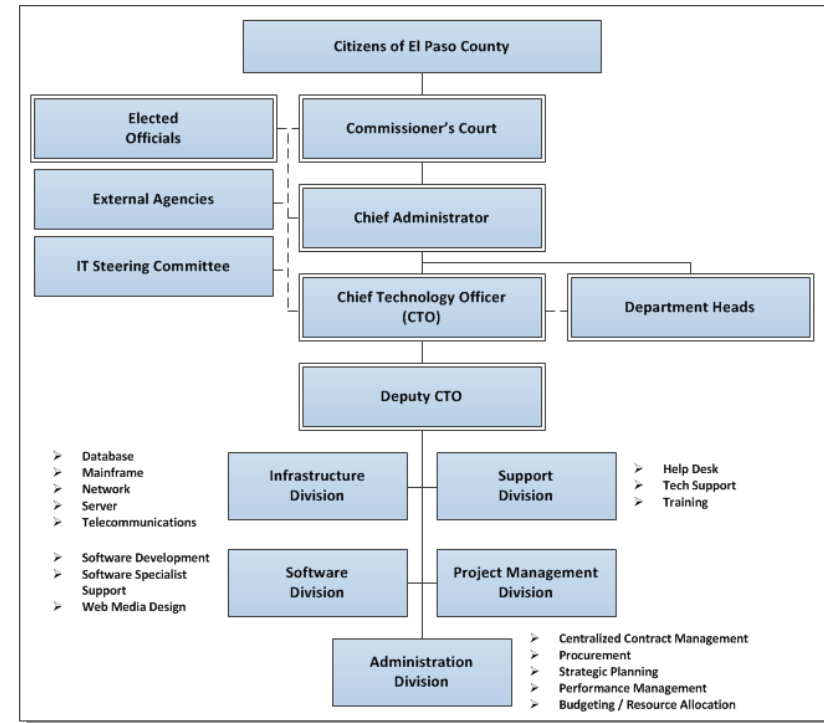 Citizens of El Paso County
Elected
Officials
Commissioner's Court
External Agencies
Chief Administrator
IT Steering Committee
Chief Technology Officer
(CTO)
Department Heads
Deputy CTO
Database
Mainframe
Network
Server
Telecommunications
Infrastructure
Division
Support
Division
Help Desk
Tech Support
Training
Software Development
Software Specialist
Support
Web Media Design
Software
Division
Project Management
Division
Administration
Division
Centralized Contract Management
Procurement
Strategic Planning
Performance Management
Budgeting / Resource Allocation